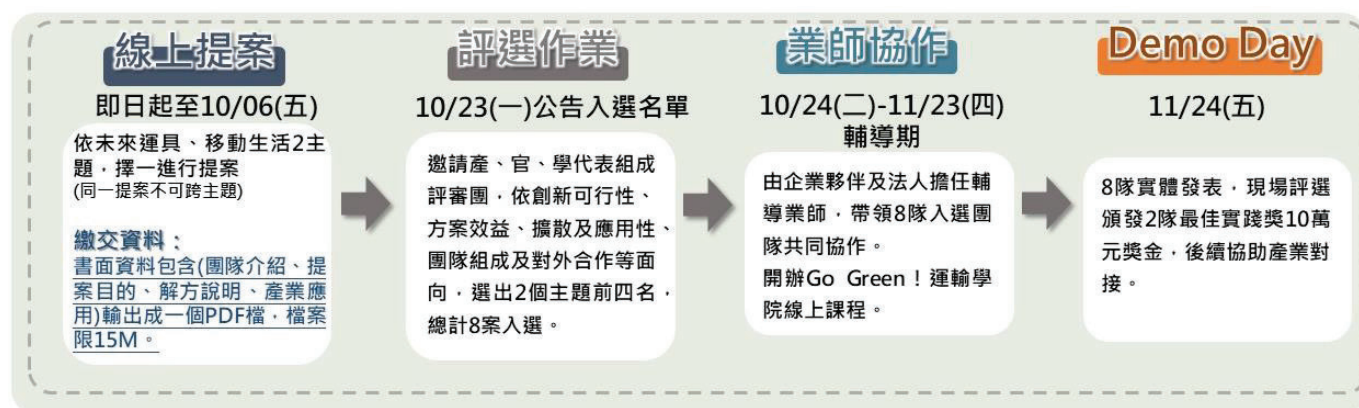 線上提案
即日起至10/06(五)
依未來運具、移動生活2主
題，擇一進行提案
(同一提案不可跨主題)
繳交資料：
書面資料包含(團隊介紹、提
案目的、解方說明、產業應
用)輸出成一個PDF檔，檔案
限15M。
評選作業
10/23(一)公告入選名單
邀請產、官、學代表組成
評審團，依創新可行性、
方案效益、擴散及應用性、
團隊組成及對外合作等面
向，選出2個主題前四名，
總計8案入選。
業師協作
10/24(二)-11/23(四)
輔導期
由企業夥伴及法人擔任輔
導業師，帶領8隊入選團
隊共同協作。
開辦Go Green！運輸學
院線上課程。
Demo Day
11/24(五)
8隊實體發表，現場評選
頒發2隊最佳實踐獎10萬
元獎金，後續協助產業對
接。